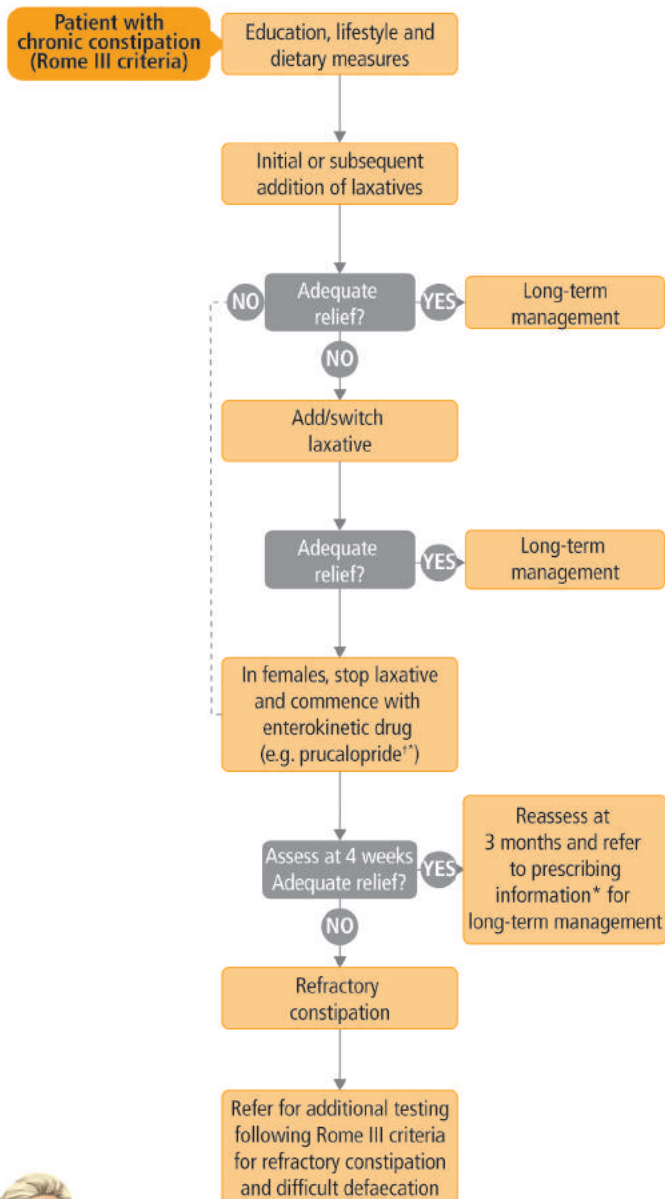 Patient with
chronic constipation
(Rome III criteria)
Education, lifestyle and
dietary measures
Initial or subsequent
addition of laxatives
NO
Adequate
relief?
YES
Long-term
management
NO
Add/switch
laxative
Adequate
relief?
YES
Long-term
management
In females, stop laxative
and commence with
enterokinetic drug
(e.g. prucalopride†*)
Assess at 4 weeks
Adequate relief?
YES
Reassess at
3 months and refer
to prescribing
information* for
long-term management
NO
Refractory
constipation
Refer for additional testing
following Rome III criteria
for refractory constipation
and difficult defaecation